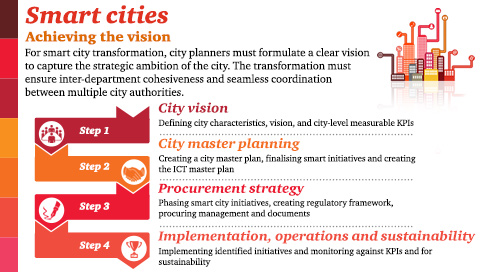 Smart cities
Achieving the vision
For smart city transformation, city planners must formulate a clear vision
to capture the strategic ambition of the city. The transformation must
ensure inter-department cohesiveness and seamless coordination
between multiple city authorities.
Step 1
City vision
Defining city characteristics, vision, and city-level measurable KPIs
Step 2
City master planning
Creating a city master plan, finalising smart initiatives and creating
the ICT master plan
Step 3
Procurement strategy
Phasing smart city initiatives, creating regulatory framework,
procuring management and documents
Step 4
Implementation, operations and sustainability
Implementing identified initiatives and monitoring against KPIs and for
sustainability